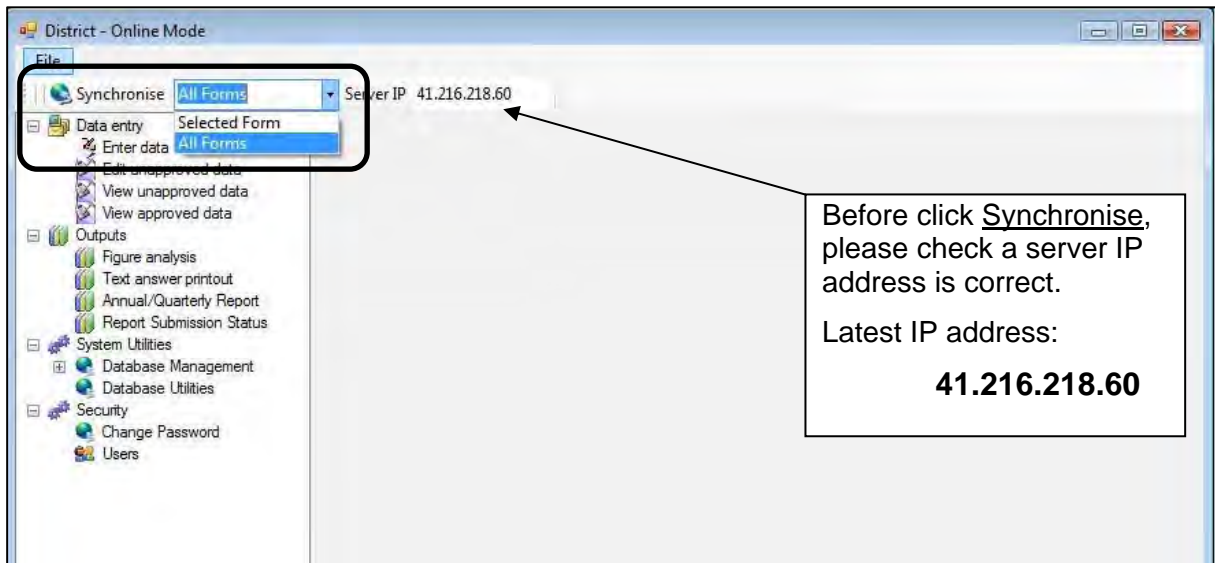 District - Online Mode
File
Synchronise All Forms Server IP 41.216.218.60
Selected Form
All Forms
Data entry
Enter data
Edit unapproved data
View unapproved data
View approved data
Outputs
Figure analysis
Text answer printout
Annual/Quarterly Report
Report Submission Status
System Utilities
Database Management
Database Utilities
Security
Change Password
Users
Before click Synchronise,
please check a server IP
address is correct.
Latest IP address:
41.216.218.60